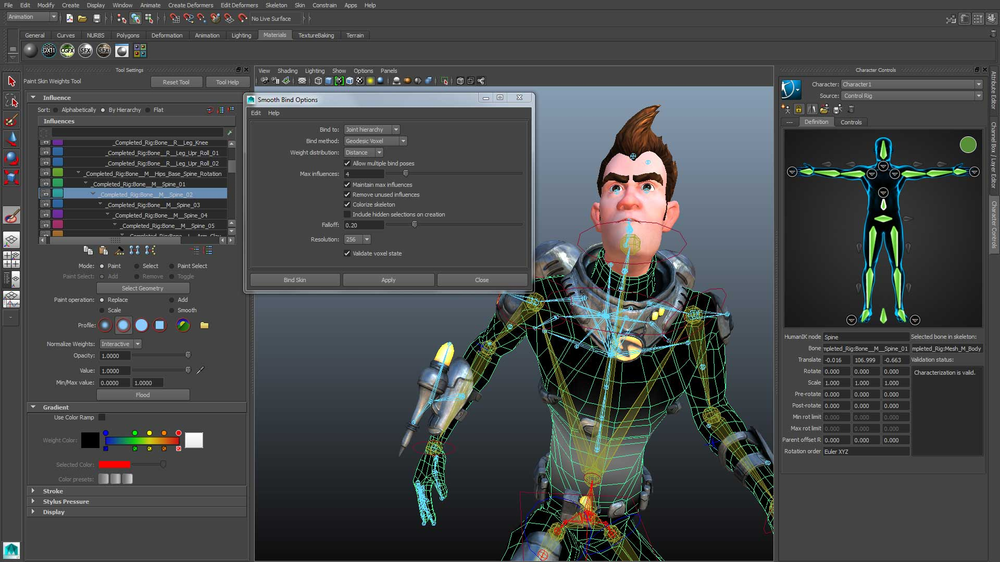 File Edit Modify Create Display Window Animate Create Deformers Edit Deformers Skeleton Skin Constrain Apps Help
Animation
No Live Surface
General Curves NURBS Polygons Deformation Animation Lighting Materials TextureBaking Terrain
DX11 CGFX SFX SFX
Tool Settings
Paint Skin Weights Tool
Reset Tool
Tool Help
Influence
Sort: Alphabetically By Hierarchy Flat
Influences
_Completed_Rig:Bone__R__Leg_Knee
_Completed_Rig:Bone__R__Leg_Upr_Roll_01
_Completed_Rig:Bone__R__Leg_Upr_Roll_02
_Completed_Rig:Bone__M__Hips_Base_Spine_Rotation
_Completed_Rig:Bone__M__Spine_01
_Completed_Rig:Bone__M__Spine_02
_Completed_Rig:Bone__M__Spine_03
_Completed_Rig:Bone__M__Spine_04
_Completed_Rig:Bone__M__Spine_05
Mode: Paint Select Paint Select
Paint Select: Add Remove Toggle
Select Geometry
Paint operation: Replace Add
Scale Smooth
Profile:
Normalize Weights: Interactive
Opacity: 1.0000
Value: 1.0000
Min/Max value: 0.0000 1.0000
Flood
Gradient
Use Color Ramp
Weight Color:
Selected Color:
Color presets:
Stroke
Stylus Pressure
Display
View Shading Lighting Show Options Panels
Smooth Bind Options
Edit Help
Bind to: Joint hierarchy
Bind method: Geodesic Voxel
Weight distribution: Distance
Allow multiple bind poses
Max influences: 4
Maintain max influences
Remove unused influences
Colorize skeleton
Include hidden selections on creation
Falloff: 0.20
Resolution: 256
Validate voxel state
Bind Skin
Apply
Close
Character Controls
Character: Character1
Source: Control Rig
--- Definition Controls
HumanIK node Spine Selected bone in skeleton:
Bone mpleted_Rig:Bone__M__Spine_01 mpleted_Rig:Mesh_M_Body
Translate -0.016 106.999 -0.663 Validation status:
Rotate 0.000 0.000 0.000 Characterization is valid.
Scale 1.000 1.000 1.000
Pre-rotate 0.000 0.000 0.000
Post-rotate 0.000 0.000 0.000
Min rot limit 0.000 0.000 0.000
Max rot limit 0.000 0.000 0.000
Parent offset R 0.000 0.000 0.000
Rotation order Euler XYZ
Attribute Editor
Channel Box / Layer Editor
Character Controls